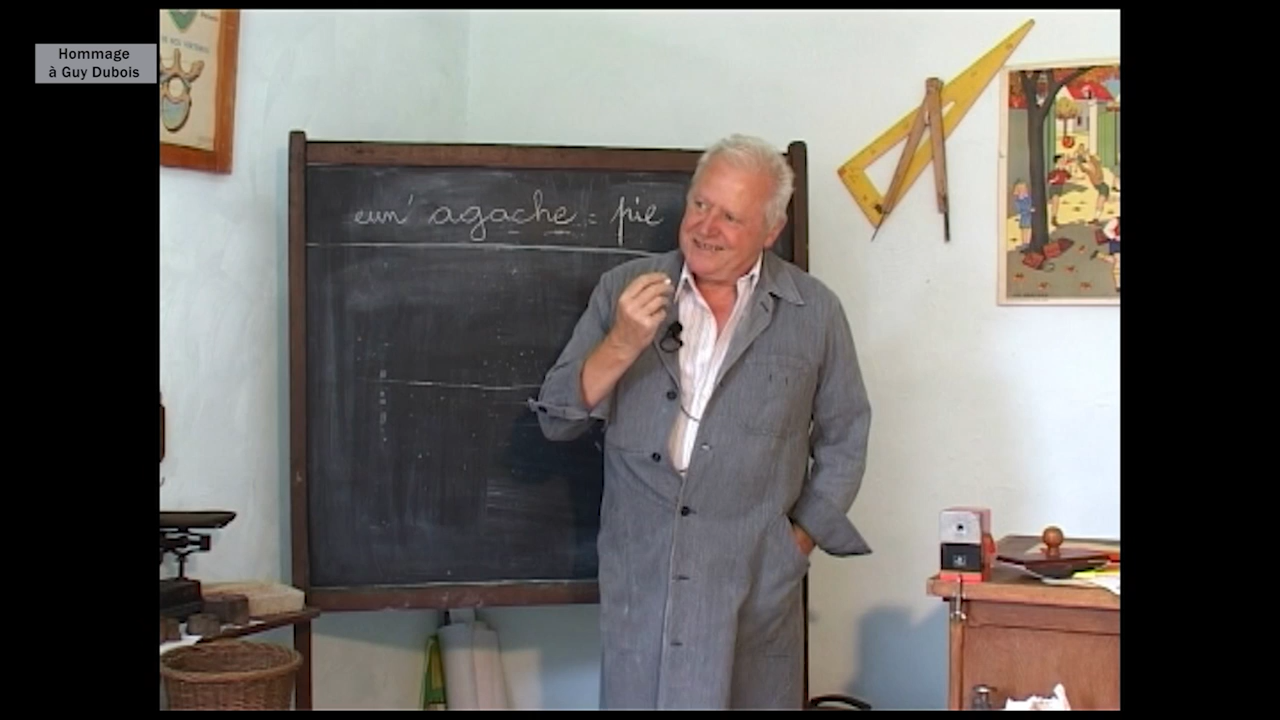 Hommage
à Guy Dubois
eun' agache = pie